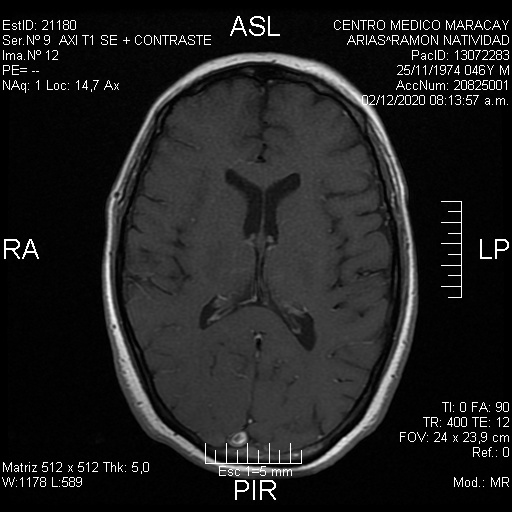 EstID: 21180
Ser.Nº 9 AXI T1 SE + CONTRASTE
Ima.Nº 12
PE= --
NAq: 1 Loc: 14,7 Ax
ASL
CENTRO MEDICO MARACAY
ARIAS^RAMON NATIVIDAD
PacID: 13072283
25/11/1974 046Y M
AccNum: 20825001
02/12/2020 08:13:57 a.m.
RA
LP
Matriz 512 x 512 Thk: 5,0
W:1178 L:589
Esc 1=5 mm
PIR
TI: 0 FA: 90
TR: 400 TE: 12
FOV: 24 x 23,9 cm
Ref.: 0
Mod.: MR